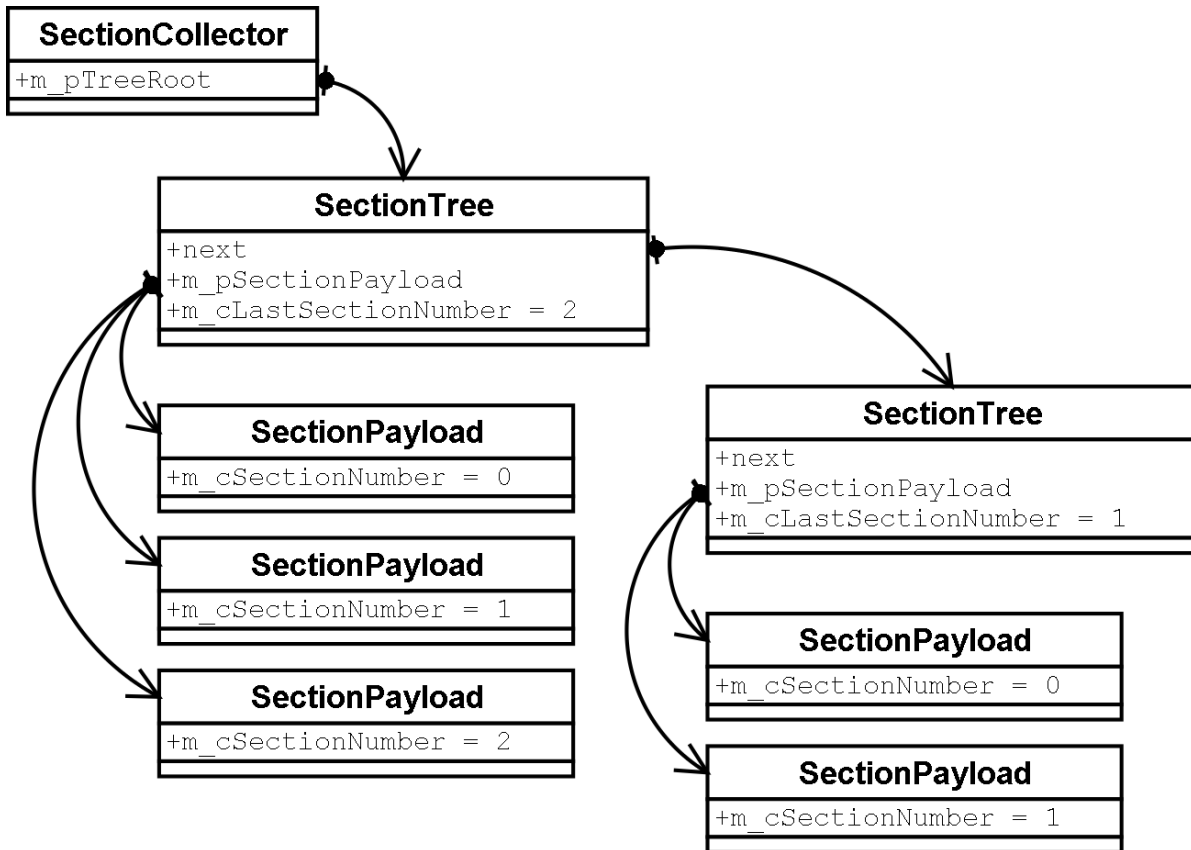 SectionCollector
+m_pTreeRoot
SectionTree
+next
+m_pSectionPayload
+m_cLastSectionNumber = 2
SectionPayload
+m_cSectionNumber = 0
SectionPayload
+m_cSectionNumber = 1
SectionPayload
+m_cSectionNumber = 2
SectionTree
+next
+m_pSectionPayload
+m_cLastSectionNumber = 1
SectionPayload
+m_cSectionNumber = 0
SectionPayload
+m_cSectionNumber = 1